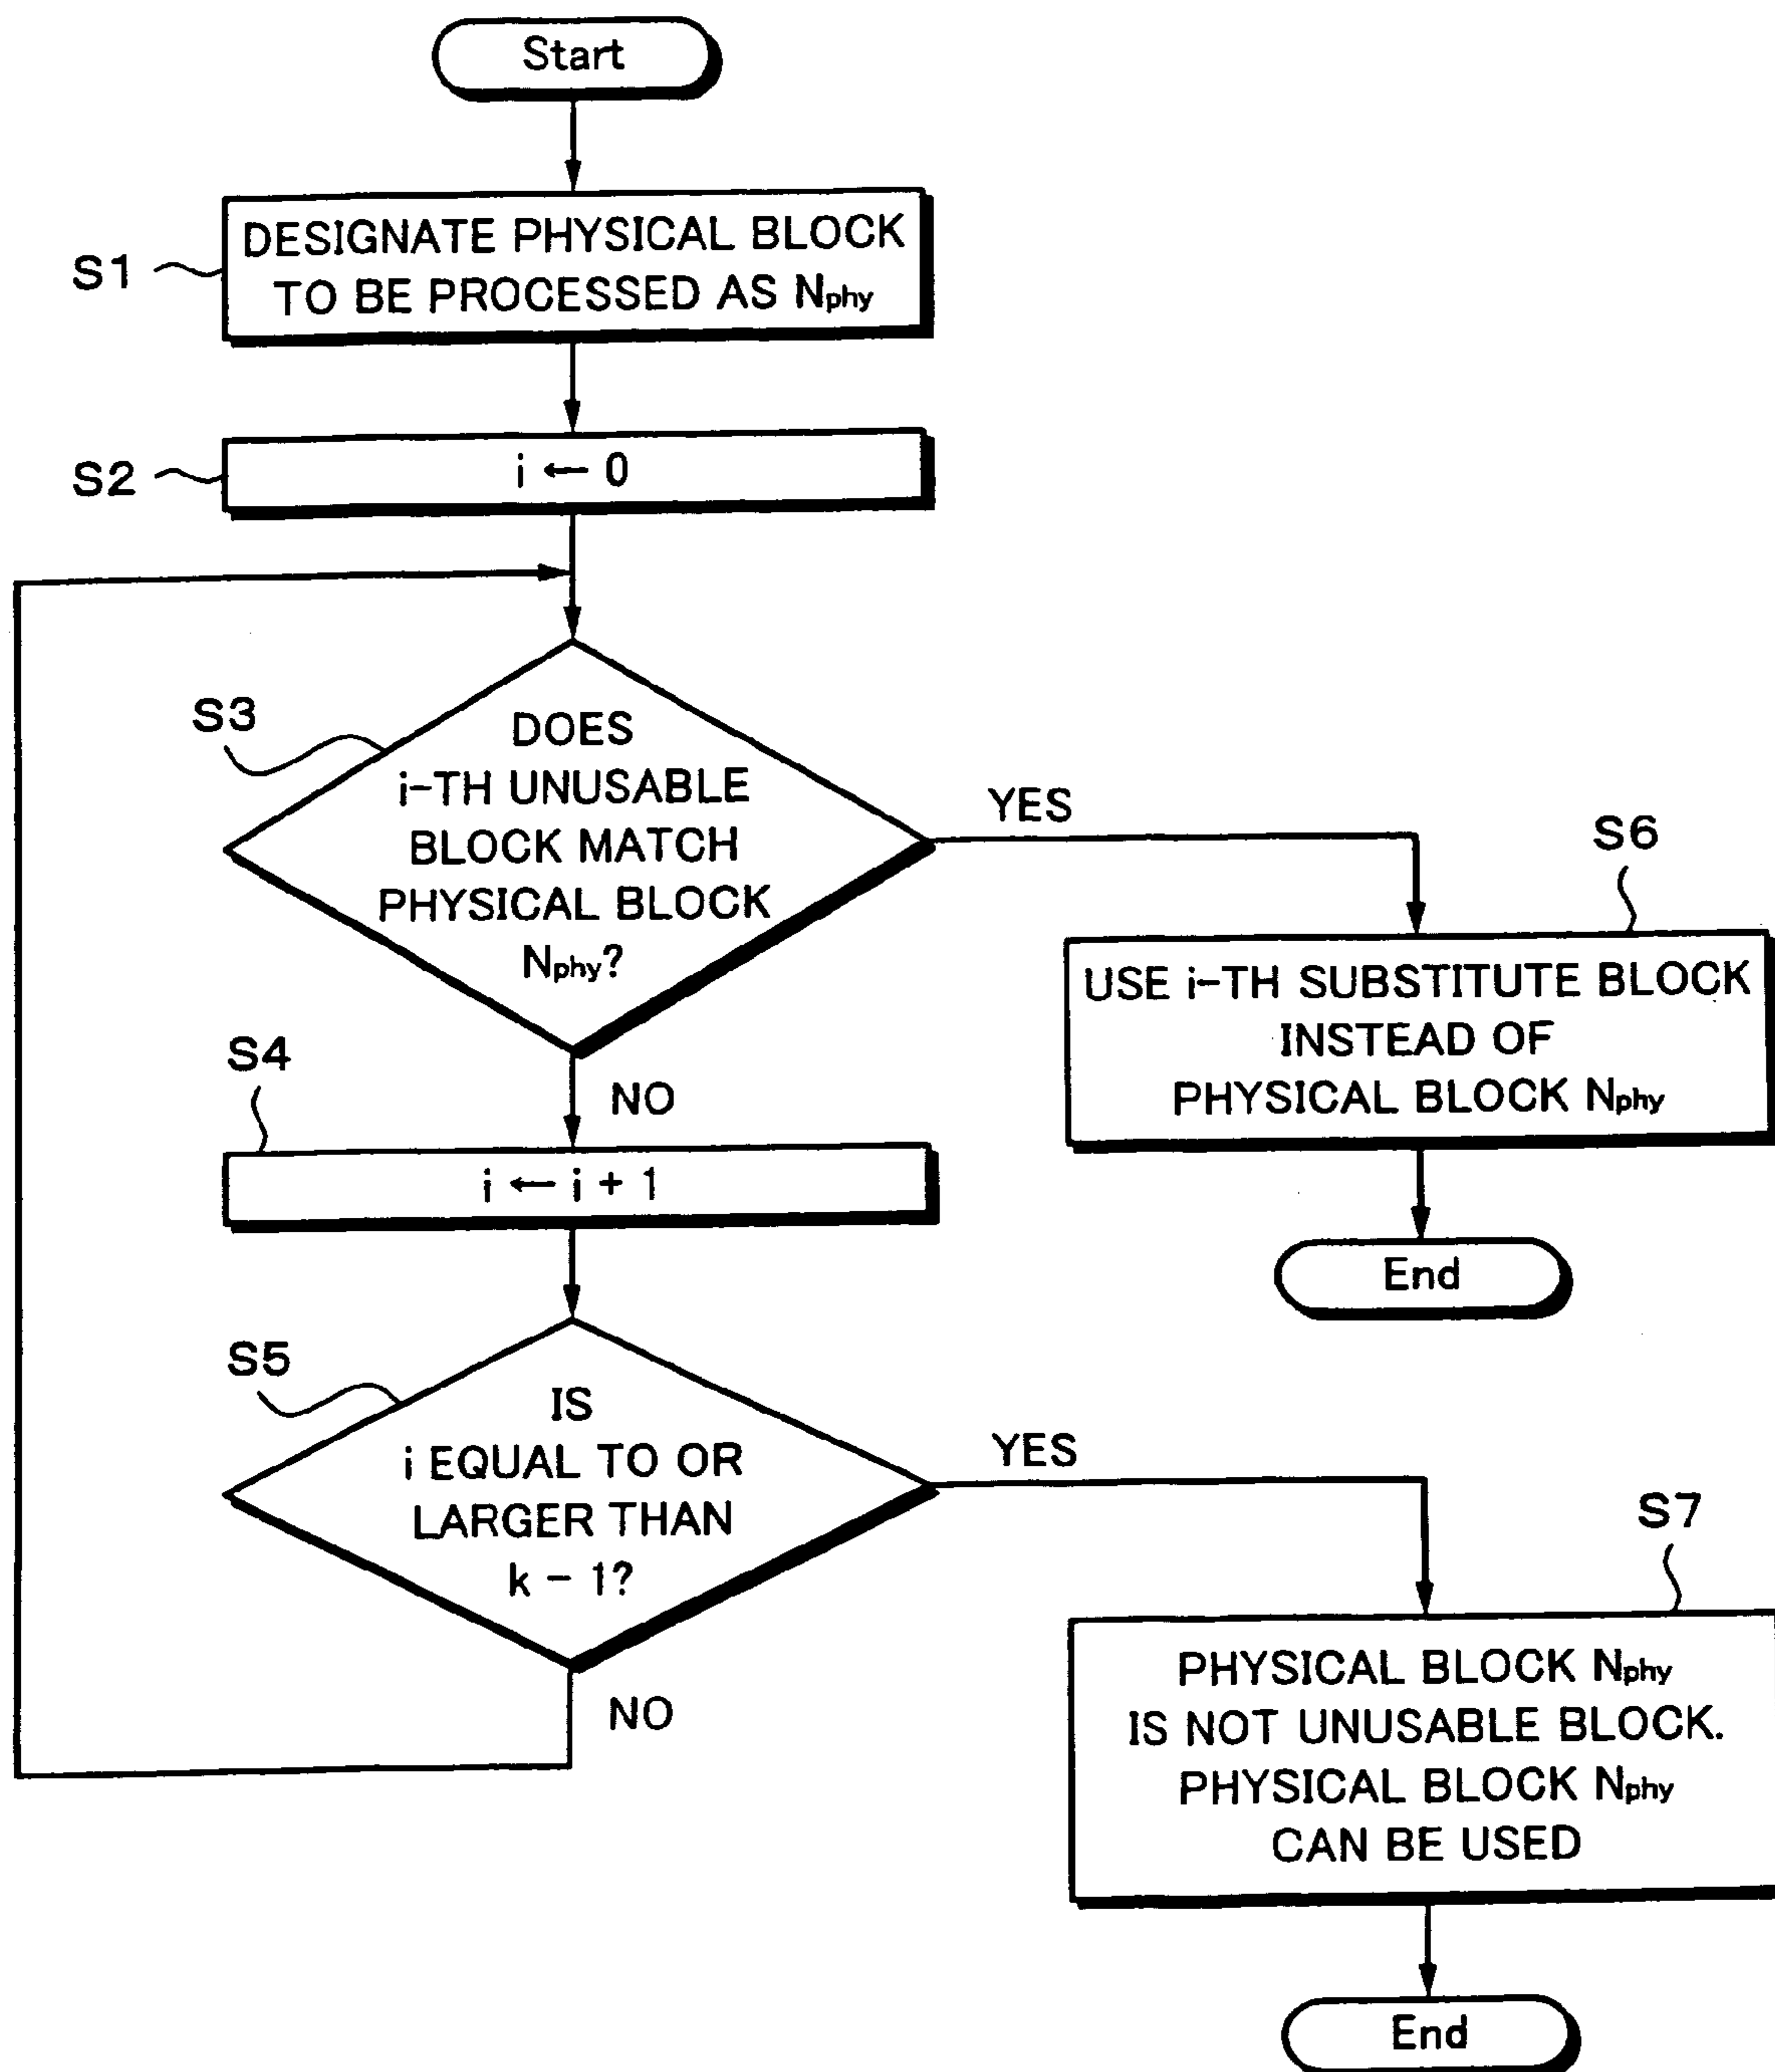 Start
S1
DESIGNATE PHYSICAL BLOCK
TO BE PROCESSED AS Nphy
S2
i ← 0
S3
DOES
i-TH UNUSABLE
BLOCK MATCH
PHYSICAL BLOCK
Nphy?
YES
S6
USE i-TH SUBSTITUTE BLOCK
INSTEAD OF
PHYSICAL BLOCK Nphy
NO
S4
i ← i + 1
End
S5
IS
i EQUAL TO OR
LARGER THAN
k - 1?
YES
S7
NO
PHYSICAL BLOCK Nphy
IS NOT UNUSABLE BLOCK.
PHYSICAL BLOCK Nphy
CAN BE USED
End